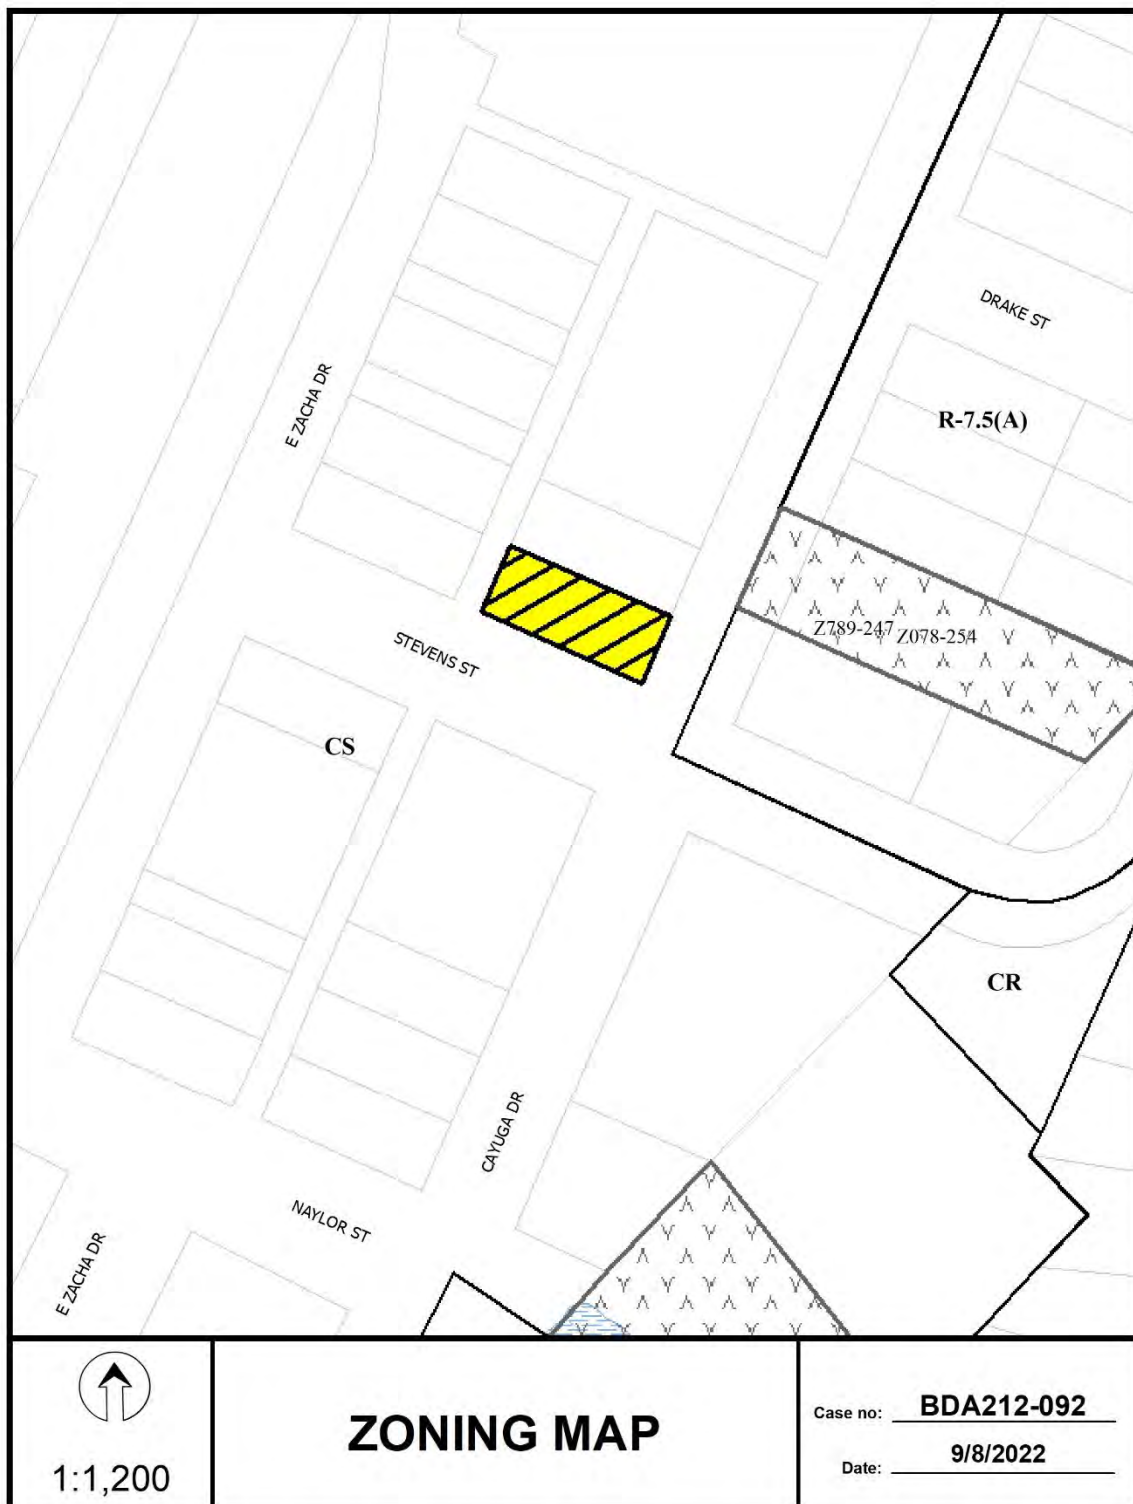 DRAKE ST
E ZACHA DR
R-7.5(A)
Z789-247
Z078-254
STEVENS ST
CS
CR
CAYUGA DR
NAYLOR ST
E ZACHA DR
1:1,200
ZONING MAP
Case no: BDA212-092
Date: 9/8/2022